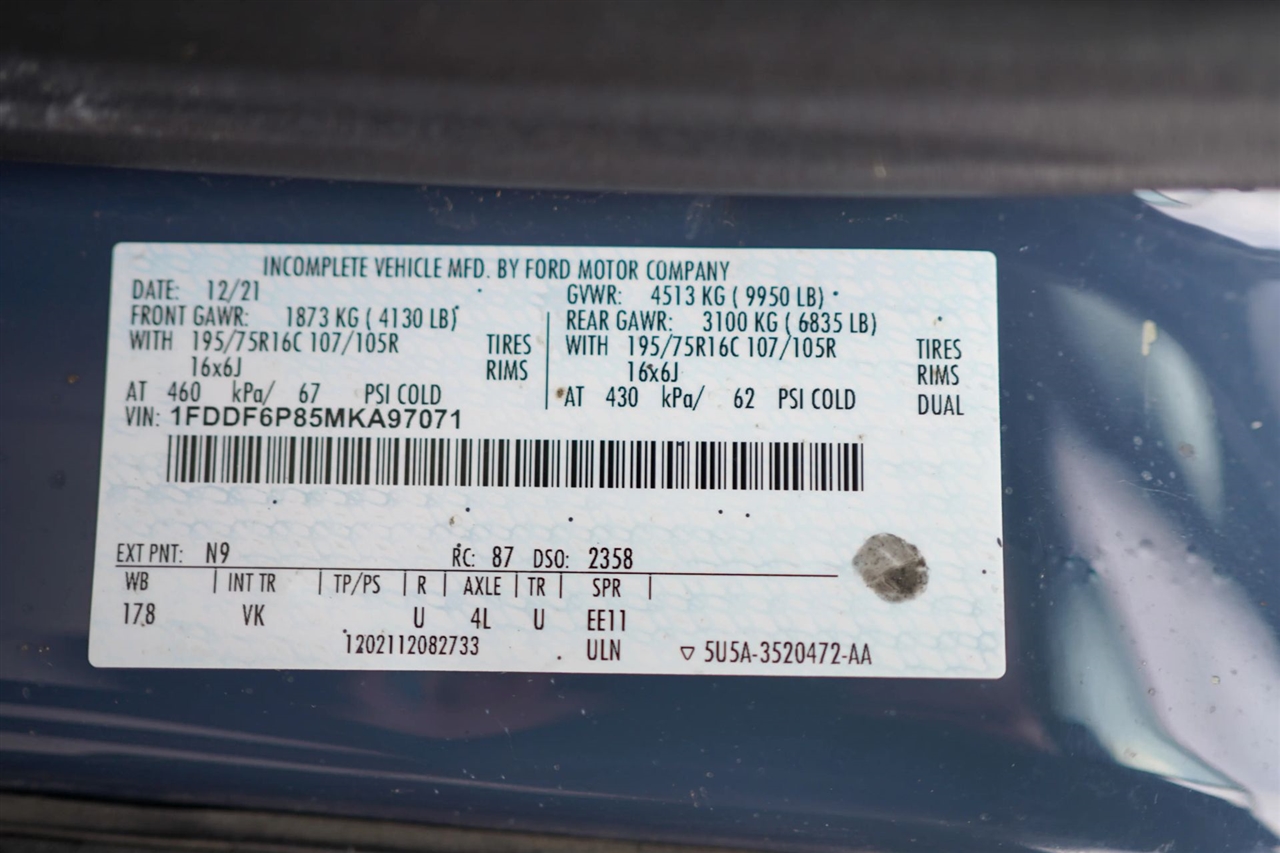 INCOMPLETE VEHICLE MFD. BY FORD MOTOR COMPANY
DATE: 12/21 GVWR: 4513 KG ( 9950 LB)
FRONT GAWR: 1873 KG ( 4130 LB) REAR GAWR: 3100 KG ( 6835 LB)
WITH 195/75R16C 107/105R TIRES WITH 195/75R16C 107/105R TIRES
16x6J RIMS 16x6J RIMS
AT 460 kPa/ 67 PSI COLD AT 430 kPa/ 62 PSI COLD DUAL
VIN: 1FDDF6P85MKA97071
EXT PNT: N9 RC: 87 DSO: 2358
WB | INT TR | TP/PS | R | AXLE | TR | SPR |
178 VK U 4L U EE11
1202112082733 ULN ▽ 5U5A-3520472-AA